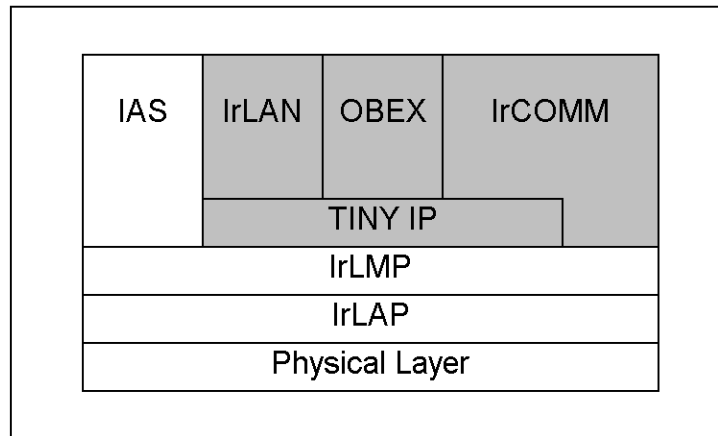 IAS IrLAN OBEX IrCOMM
TINY IP
IrLMP
IrLAP
Physical Layer